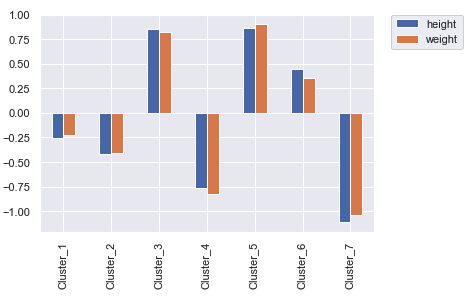 1.00
0.75
0.50
0.25
0.00
−0.25
−0.50
−0.75
−1.00
Cluster_1
Cluster_2
Cluster_3
Cluster_4
Cluster_5
Cluster_6
Cluster_7
height
weight